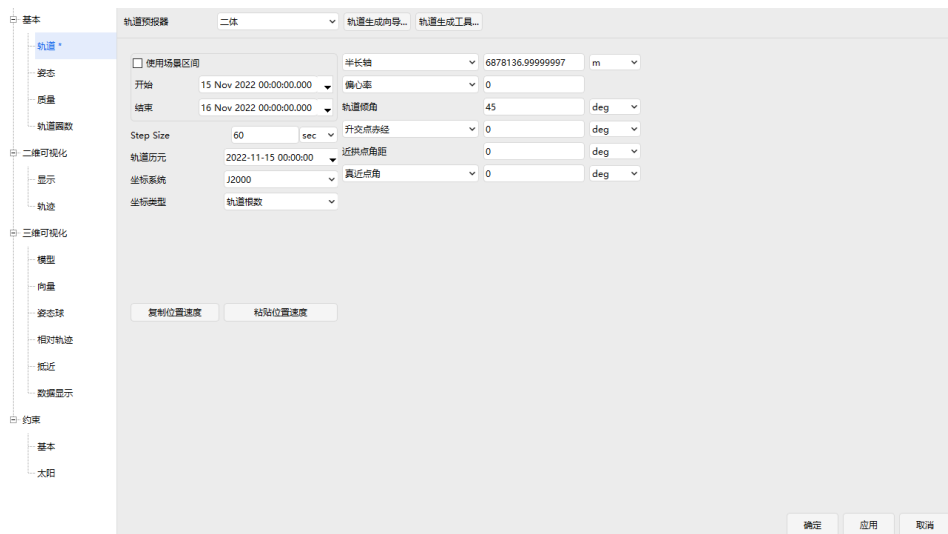 基本
轨道 *
姿态
质量
轨道圈数
二维可视化
显示
轨迹
三维可视化
模型
向量
姿态球
相对轨迹
抵近
数据显示
约束
基本
太阳
轨道预报器 二体 轨道生成向导... 轨道生成工具...
使用场景区间
开始 15 Nov 2022 00:00:00.000
结束 16 Nov 2022 00:00:00.000
Step Size 60 sec
轨道历元 2022-11-15 00:00:00
坐标系统 J2000
坐标类型 轨道根数
半长轴 6878136.99999997 m
偏心率 0
轨道倾角 45 deg
升交点赤经 0 deg
近拱点角距 0 deg
真近点角 0 deg
复制位置速度 粘贴位置速度
确定 应用 取消